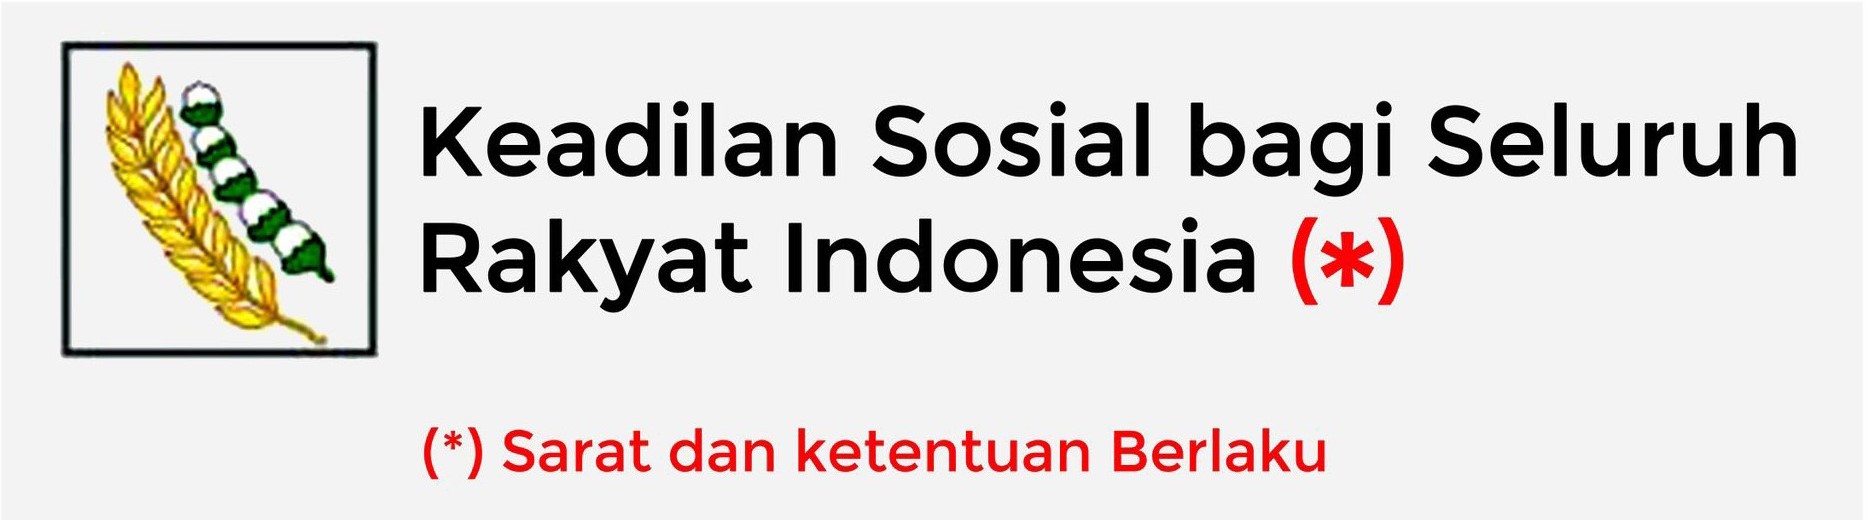 Keadilan Sosial bagi Seluruh
Rakyat Indonesia (*)
(*) Sarat dan ketentuan Berlaku